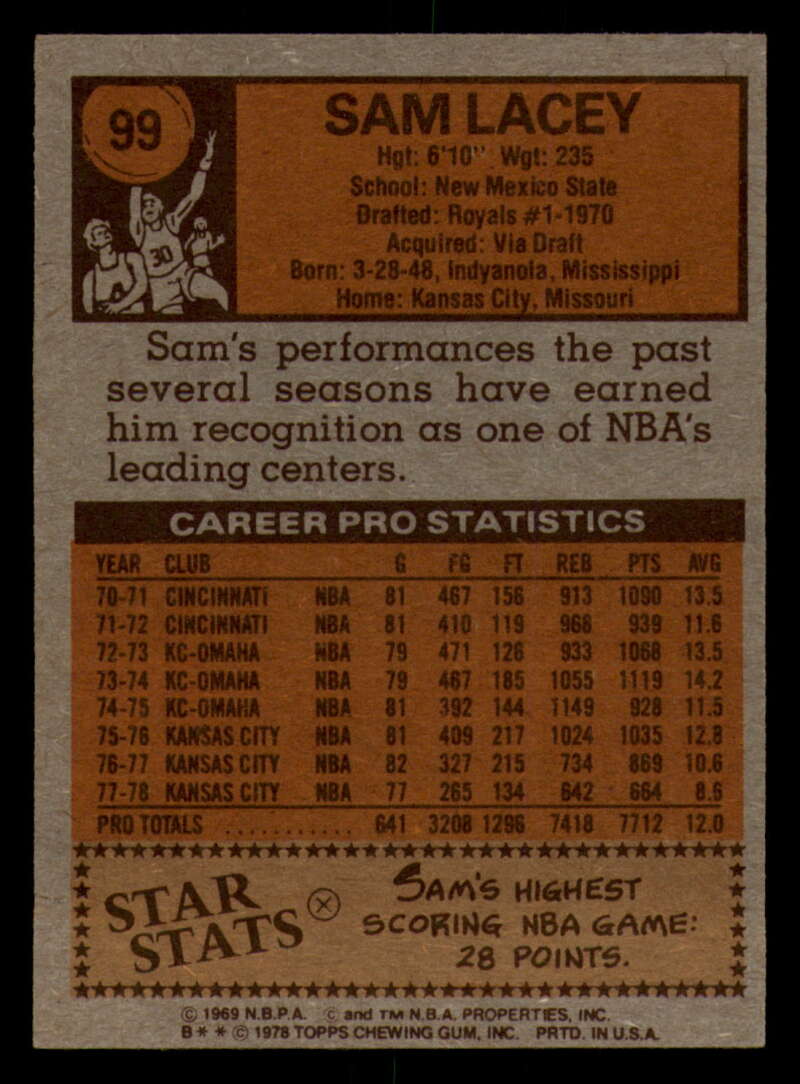 99
30
SAM LACEY
Hgt: 6'10" Wgt: 235
School: New Mexico State
Drafted: Royals #1-1970
Acquired: Via Draft
Born: 3-28-48, Indyanola, Mississippi
Home: Kansas City, Missouri
Sam's performances the past
several seasons have earned
him recognition as one of NBA's
leading centers.
CAREER PRO STATISTICS
YEAR CLUB G FG FT REB PTS AVG
70-71 CINCINNATI NBA 81 467 156 913 1090 13.5
71-72 CINCINNATI NBA 81 410 119 968 939 11.6
72-73 KC-OMAHA NBA 79 471 126 933 1068 13.5
73-74 KC-OMAHA NBA 79 467 185 1055 1119 14.2
74-75 KC-OMAHA NBA 81 392 144 1149 928 11.5
75-76 KANSAS CITY NBA 81 409 217 1024 1035 12.8
76-77 KANSAS CITY NBA 82 327 215 734 869 10.6
77-78 KANSAS CITY NBA 77 265 134 642 664 8.6
PRO TOTALS ........... 641 3208 1296 7418 7712 12.0
STAR
STATS
SAM'S HIGHEST
SCORING NBA GAME:
28 POINTS.
© 1969 N.B.P.A. © and TM N.B.A. PROPERTIES, INC.
B* * © 1978 TOPPS CHEWING GUM, INC. PRTD. IN U.S.A.